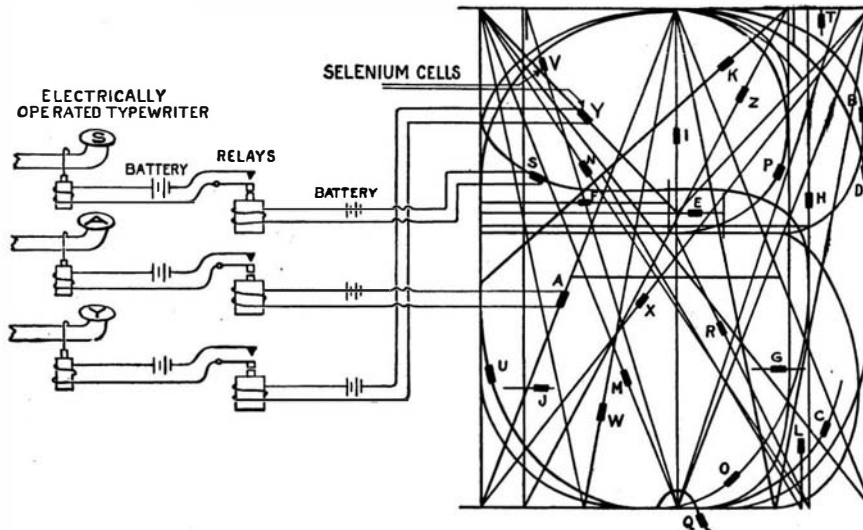 ELECTRICALLY
OPERATED TYPEWRITER
S
BATTERY
RELAYS
BATTERY
A
Y
SELENIUM CELLS
V
Y
K
Z
T
B
I
S
N
P
D
F
E
H
A
X
R
G
U
J
M
W
C
L
O
Q